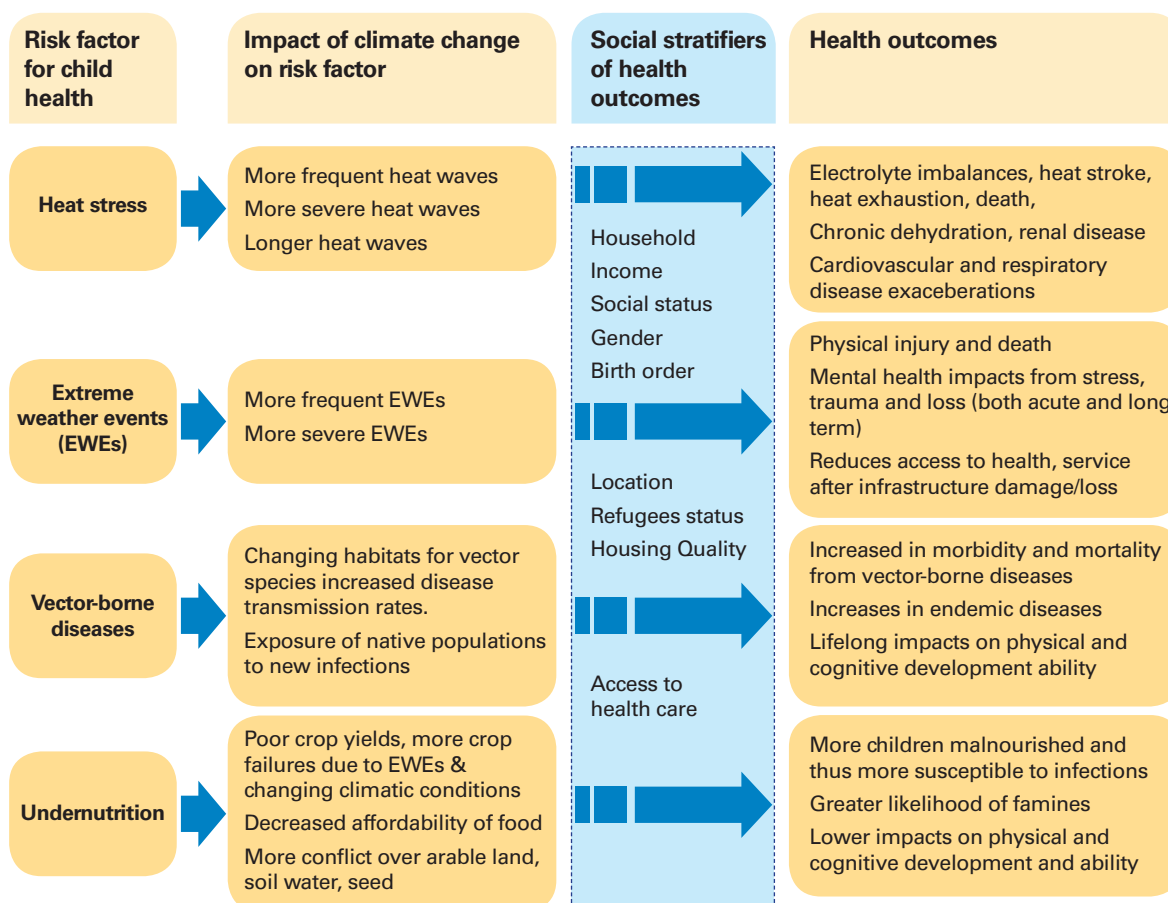 Risk factor
for child
health
Impact of climate change
on risk factor
Social stratifiers
of health
outcomes
Health outcomes
Heat stress
More frequent heat waves
More severe heat waves
Longer heat waves
Household
Income
Social status
Gender
Birth order
Electrolyte imbalances, heat stroke,
heat exhaustion, death,
Chronic dehydration, renal disease
Cardiovascular and respiratory
disease exaceberations
Extreme
weather events
(EWEs)
More frequent EWEs
More severe EWEs
Location
Refugees status
Housing Quality
Physical injury and death
Mental health impacts from stress,
trauma and loss (both acute and long
term)
Reduces access to health, service
after infrastructure damage/loss
Vector-borne
diseases
Changing habitats for vector
species increased disease
transmission rates.
Exposure of native populations
to new infections
Access to
health care
Increased in morbidity and mortality
from vector-borne diseases
Increases in endemic diseases
Lifelong impacts on physical and
cognitive development ability
Undernutrition
Poor crop yields, more crop
failures due to EWEs &
changing climatic conditions
Decreased affordability of food
More conflict over arable land,
soil water, seed
More children malnourished and
thus more susceptible to infections
Greater likelihood of famines
Lower impacts on physical and
cognitive development and ability